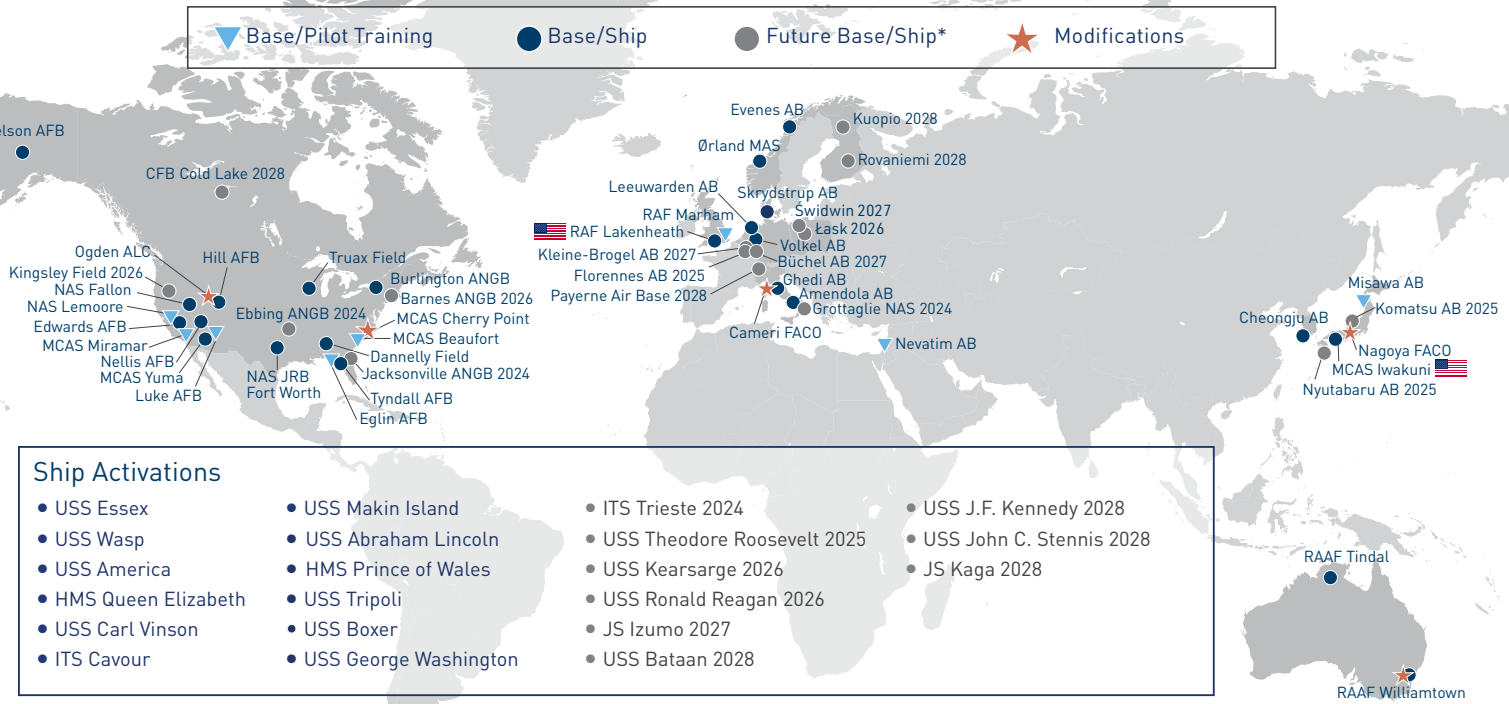 Base/Pilot Training
Base/Ship
Future Base/Ship*
Modifications
elson AFB
CFB Cold Lake 2028
Ogden ALC
Hill AFB
Truax Field
Kingsley Field 2026
Burlington ANGB
NAS Fallon
Barnes ANGB 2026
NAS Lemoore
Ebbing ANGB 2024
MCAS Cherry Point
Edwards AFB
MCAS Beaufort
MCAS Miramar
Dannelly Field
Nellis AFB
Jacksonville ANGB 2024
MCAS Yuma
NAS JRB
Fort Worth
Luke AFB
Tyndall AFB
Eglin AFB
Evenes AB
Kuopio 2028
Ørland MAS
Rovaniemi 2028
Leeuwarden AB
Skrydstrup AB
RAF Marham
Świdwin 2027
RAF Lakenheath
Łask 2026
Kleine-Brogel AB 2027
Volkel AB
Büchel AB 2027
Florennes AB 2025
Ghedi AB
Payerne Air Base 2028
Amendola AB
Grottaglie NAS 2024
Cameri FACO
Nevatim AB
Misawa AB
Cheongju AB
Komatsu AB 2025
Nagoya FACO
MCAS Iwakuni
Nyutabaru AB 2025
RAAF Tindal
RAAF Williamtown
Ship Activations
USS Essex
USS Wasp
USS America
HMS Queen Elizabeth
USS Carl Vinson
ITS Cavour
USS Makin Island
USS Abraham Lincoln
HMS Prince of Wales
USS Tripoli
USS Boxer
USS George Washington
ITS Trieste 2024
USS Theodore Roosevelt 2025
USS Kearsarge 2026
USS Ronald Reagan 2026
JS Izumo 2027
USS Bataan 2028
USS J.F. Kennedy 2028
USS John C. Stennis 2028
JS Kaga 2028